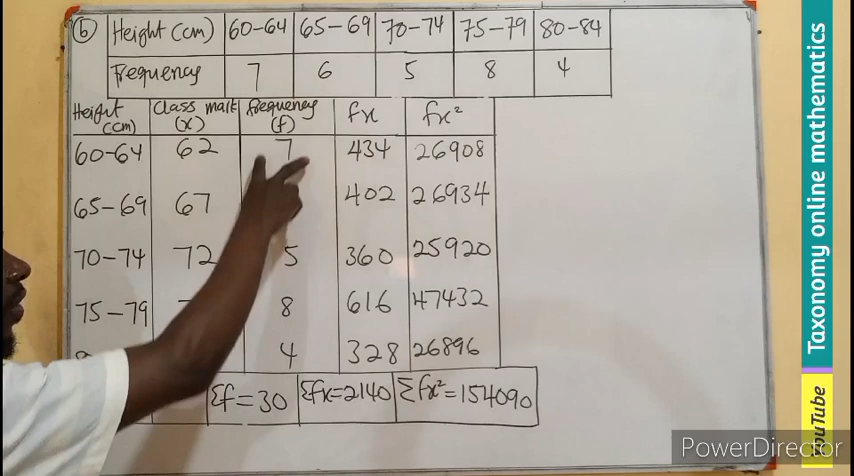 (b) Height (cm) 60-64 65-69 70-74 75-79 80-84
Frequency 7 6 5 8 4
Height (cm) Class mark (x) frequency (f) fx fx²
60-64 62 7 434 26908
65-69 67 402 26934
70-74 72 5 360 25920
75-79 8 616 47432
4 328 26896
Σf=30 Σfx=2140 Σfx²=154090
Taxonomy online mathematics
YouTube
PowerDirector